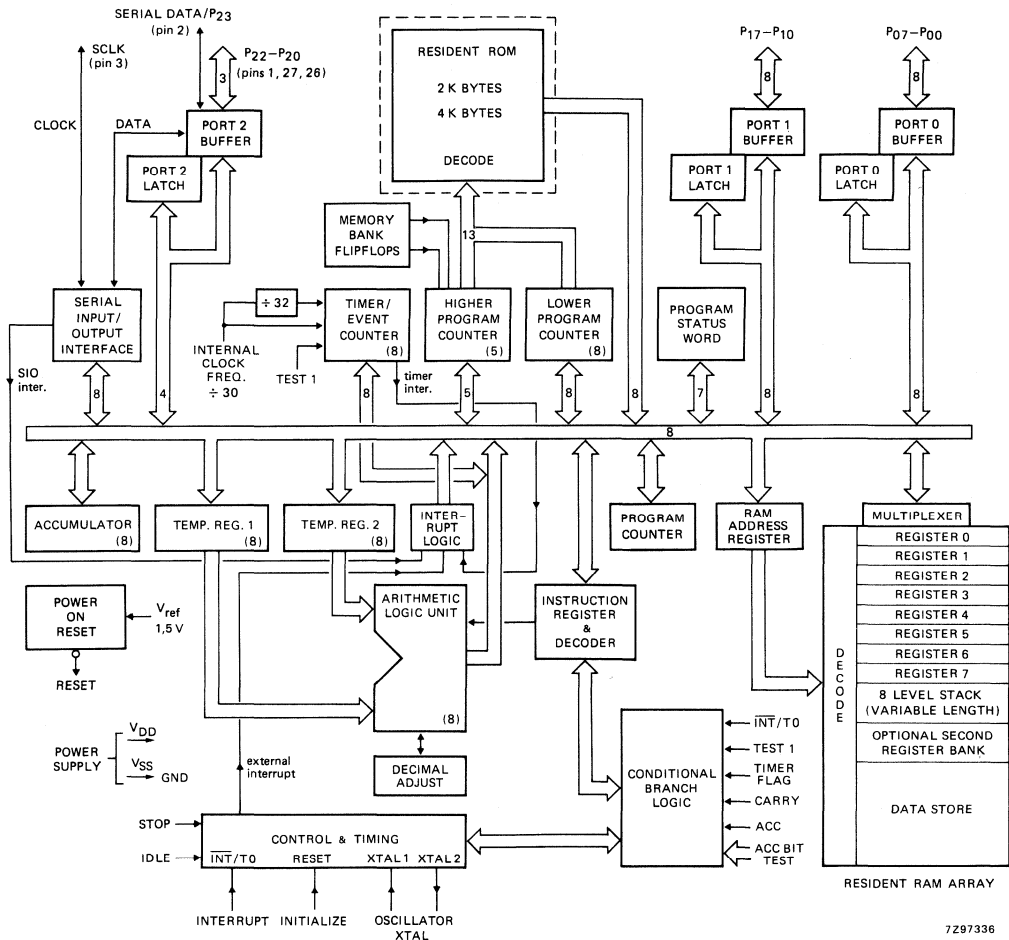 SERIAL DATA/P23
(pin 2)
SCLK
(pin 3)
P22–P20
(pins 1, 27, 26)
3
CLOCK
DATA
PORT 2
BUFFER
PORT 2
LATCH
RESIDENT ROM
2 K BYTES
4 K BYTES
DECODE
P17–P10
8
PORT 1
BUFFER
PORT 1
LATCH
P07–P00
8
PORT 0
BUFFER
PORT 0
LATCH
MEMORY
BANK
FLIPFLOPS
13
SERIAL
INPUT/
OUTPUT
INTERFACE
÷ 32
INTERNAL
CLOCK
FREQ.
÷ 30
TEST 1
TIMER/
EVENT
COUNTER
(8)
HIGHER
PROGRAM
COUNTER
(5)
LOWER
PROGRAM
COUNTER
(8)
PROGRAM
STATUS
WORD
SIO
inter.
timer
inter.
8
4
8
5
8
8
7
8
8
8
ACCUMULATOR
(8)
TEMP. REG. 1
(8)
TEMP. REG. 2
(8)
INTER–
RUPT
LOGIC
PROGRAM
COUNTER
RAM
ADDRESS
REGISTER
MULTIPLEXER
REGISTER 0
REGISTER 1
REGISTER 2
REGISTER 3
REGISTER 4
REGISTER 5
REGISTER 6
REGISTER 7
8 LEVEL STACK
(VARIABLE LENGTH)
OPTIONAL SECOND
REGISTER BANK
DATA STORE
DECODE
RESIDENT RAM ARRAY
POWER
ON
RESET
Vref
1,5 V
RESET
ARITHMETIC
LOGIC UNIT
(8)
INSTRUCTION
REGISTER
&
DECODER
POWER
SUPPLY
VDD
VSS
GND
external
interrupt
DECIMAL
ADJUST
CONDITIONAL
BRANCH
LOGIC
INT/T0
TEST 1
TIMER
FLAG
CARRY
ACC
ACC BIT
TEST
STOP
IDLE
CONTROL & TIMING
INT/T0 RESET XTAL 1 XTAL 2
INTERRUPT INITIALIZE OSCILLATOR
XTAL
7Z97336